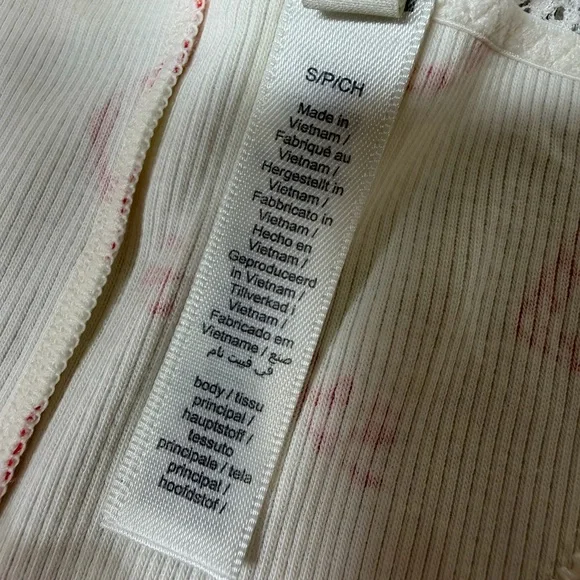 S/P/CH
Made in
Vietnam /
Fabriqué au
Vietnam /
Hergestellt in
Vietnam /
Fabbricato in
Vietnam /
Hecho en
Vietnam /
Geproduceerd
in Vietnam /
Tillverkad /
Vietnam /
Fabricado em
Vietname / صنع
في فييت نام
body / tissu
principal /
hauptstoff /
tessuto
principale / tela
principal /
hoofdstof /